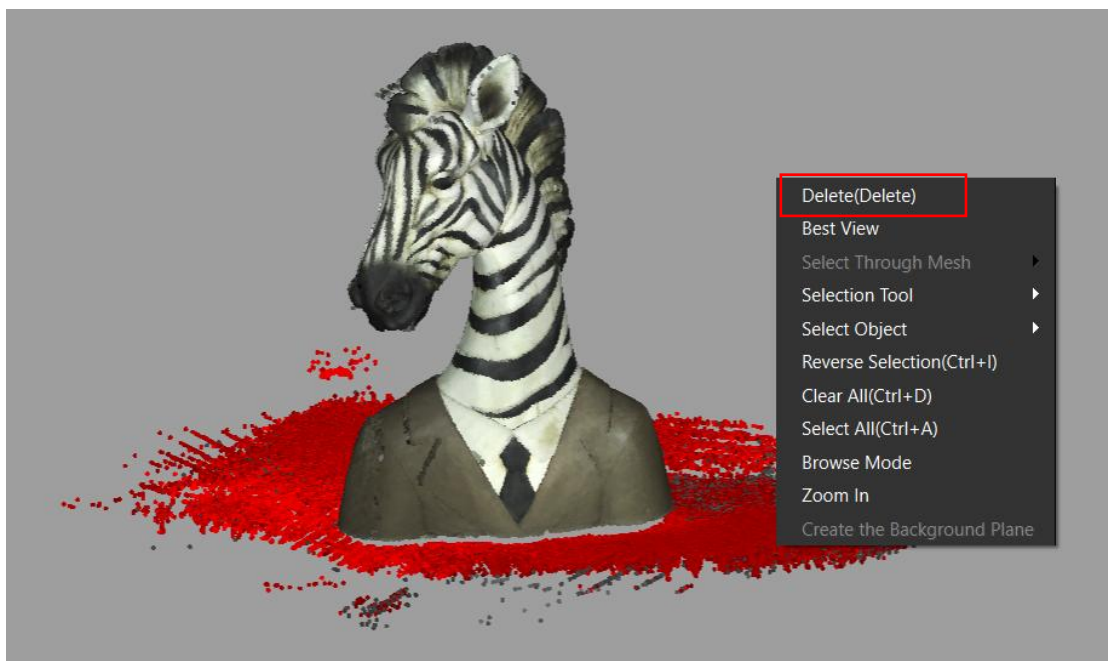 Delete(Delete)
Best View
Select Through Mesh
Selection Tool
Select Object
Reverse Selection(Ctrl+I)
Clear All(Ctrl+D)
Select All(Ctrl+A)
Browse Mode
Zoom In
Create the Background Plane